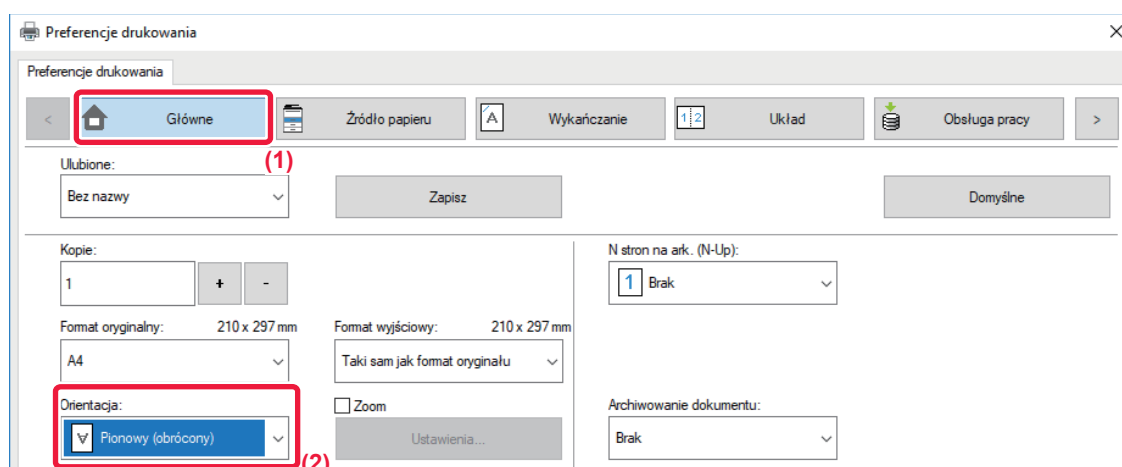 Preferencje drukowania
Preferencje drukowania
< Główne Źródło papieru A Wykańczanie 1 2 Układ Obsługa pracy >
(1)
Ulubione:
Bez nazwy Zapisz Domyślne
Kopie: N stron na ark. (N-Up):
1 + - 1 Brak
Format oryginalny: 210 x 297 mm Format wyjściowy: 210 x 297 mm
A4 Taki sam jak format oryginału
Orientacja: Zoom Archiwowanie dokumentu:
A Pionowy (obrócony) Ustawienia... Brak
(2)